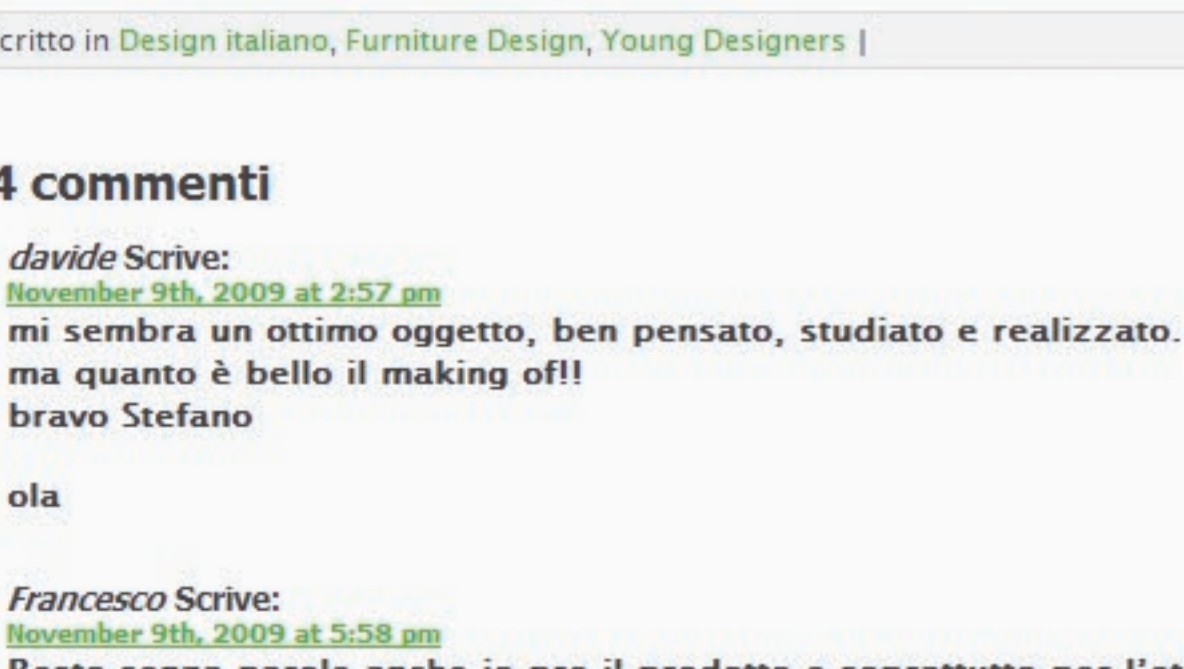 critto in Design italiano, Furniture Design, Young Designers |
4 commenti
davide Scrive:
November 9th, 2009 at 2:57 pm
mi sembra un ottimo oggetto, ben pensato, studiato e realizzato.
ma quanto è bello il making of!!
bravo Stefano
ola
Francesco Scrive:
November 9th, 2009 at 5:58 pm